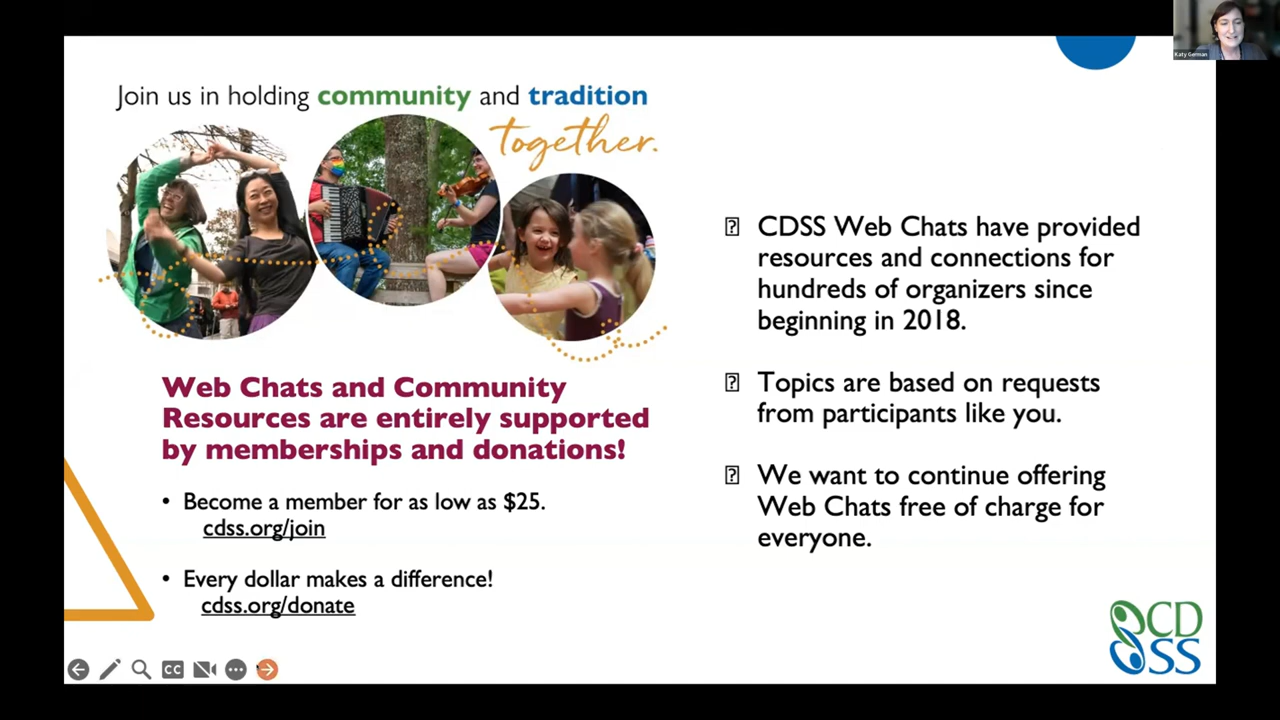 Join us in holding community and tradition
together.
Web Chats and Community
Resources are entirely supported
by memberships and donations!
• Become a member for as low as $25.
cdss.org/join
• Every dollar makes a difference!
cdss.org/donate
CDSS Web Chats have provided
resources and connections for
hundreds of organizers since
beginning in 2018.
Topics are based on requests
from participants like you.
We want to continue offering
Web Chats free of charge for
everyone.
CD
SS
CC
Katy German